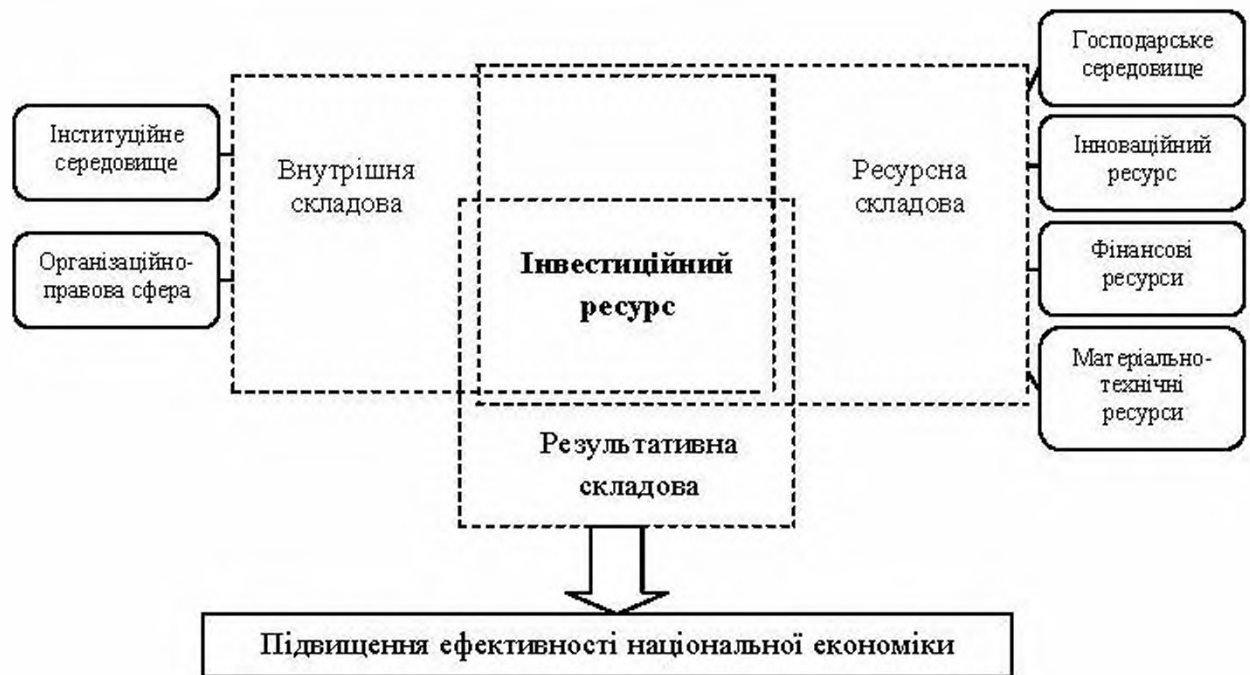 Інституційне
середовище
Організаційно-
правова сфера
Внутрішня
складова
Інвестиційний
ресурс
Ресурсна
складова
Господарське
середовище
Інноваційний
ресурс
Фінансові
ресурси
Матеріально-
технічні
ресурси
Результативна
складова
Підвищення ефективності національної економіки